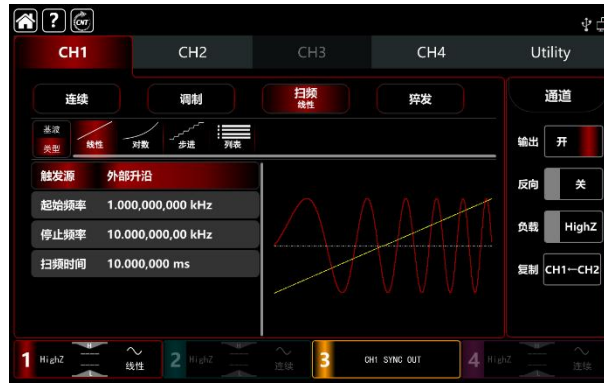 CNT
CH1 CH2 CH3 CH4 Utility
连续 调制 扫频 线性 猝发 通道
基波 类型 线性 对数 步进 列表
输出 开
触发源 外部升沿
反向 关
起始频率 1.000,000,000 kHz
停止频率 10.000,000,00 kHz
负载 HighZ
扫频时间 10.000,000 ms
复制 CH1←CH2
1 HighZ 线性 2 HighZ 连续 3 CH1 SYNC OUT 4 HighZ 连续